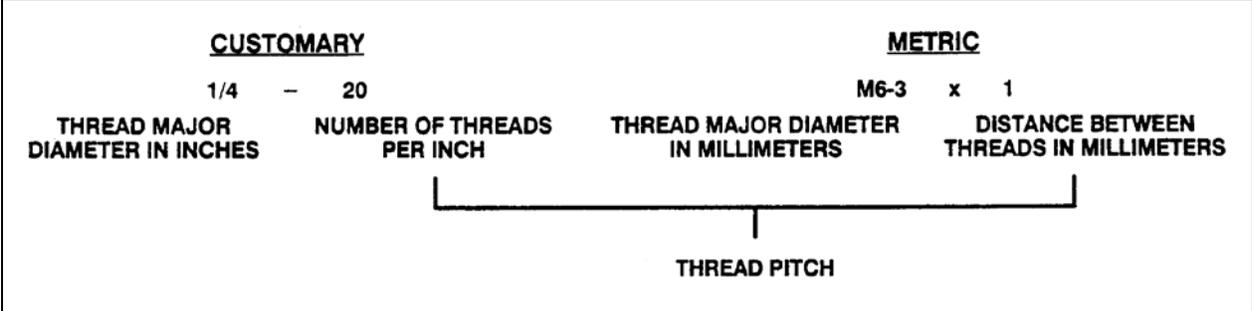 CUSTOMARY
1/4 – 20
THREAD MAJOR
DIAMETER IN INCHES
NUMBER OF THREADS
PER INCH
METRIC
M6-3 x 1
THREAD MAJOR DIAMETER
IN MILLIMETERS
DISTANCE BETWEEN
THREADS IN MILLIMETERS
THREAD PITCH